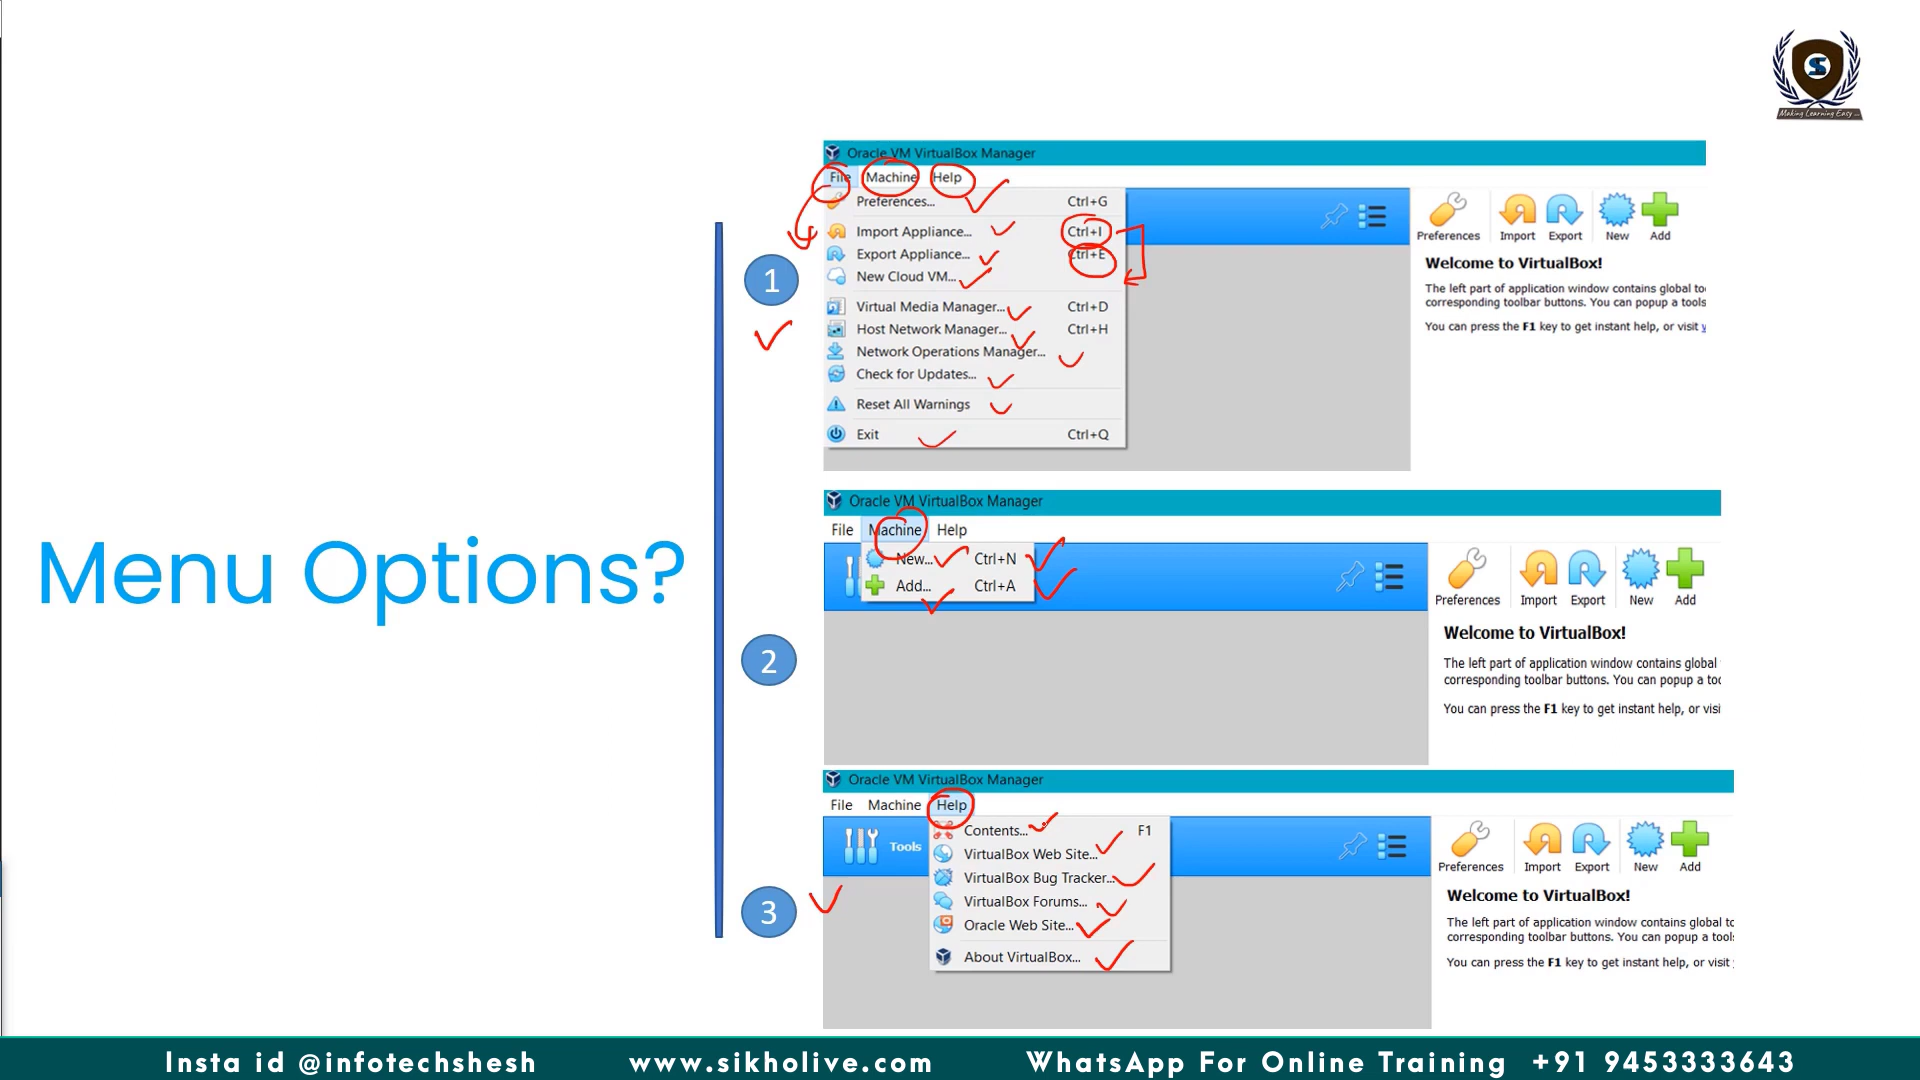 S
Making Learning Easy ...
Menu Options?
1
Oracle VM VirtualBox Manager
File Machine Help
Preferences... Ctrl+G
Import Appliance... Ctrl+I
Export Appliance... Ctrl+E
New Cloud VM...
Virtual Media Manager... Ctrl+D
Host Network Manager... Ctrl+H
Network Operations Manager...
Check for Updates...
Reset All Warnings
Exit Ctrl+Q
Preferences Import Export New Add
Welcome to VirtualBox!
The left part of application window contains global
corresponding toolbar buttons. You can popup a tools
You can press the F1 key to get instant help, or visit
2
Oracle VM VirtualBox Manager
File Machine Help
New... Ctrl+N
Add... Ctrl+A
Preferences Import Export New Add
Welcome to VirtualBox!
The left part of application window contains global
corresponding toolbar buttons. You can popup a
You can press the F1 key to get instant help, or visi
3
Oracle VM VirtualBox Manager
File Machine Help
Tools
Contents... F1
VirtualBox Web Site...
VirtualBox Bug Tracker...
VirtualBox Forums...
Oracle Web Site...
About VirtualBox...
Preferences Import Export New Add
Welcome to VirtualBox!
The left part of application window contains global
corresponding toolbar buttons. You can popup a
You can press the F1 key to get instant help, or visit
Insta id @infotechshesh www.sikholive.com WhatsApp For Online Training +91 9453333643